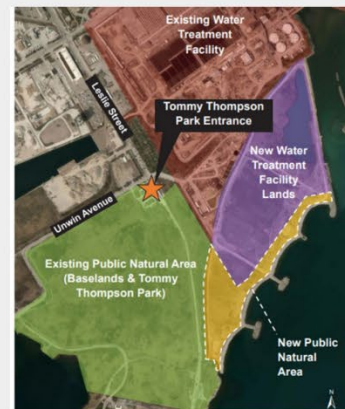 Existing Water
Treatment
Facility
Leslie Street
Tommy Thompson
Park Entrance
New Water
Treatment
Facility
Lands
Unwin Avenue
Existing Public Natural Area
(Baselands & Tommy
Thompson Park)
New Public
Natural
Area
N